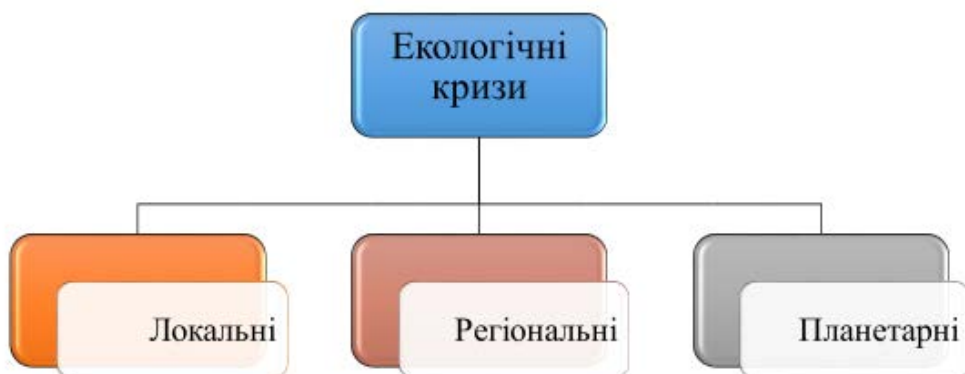 Екологічні
кризи
Локальні
Регіональні
Планетарні